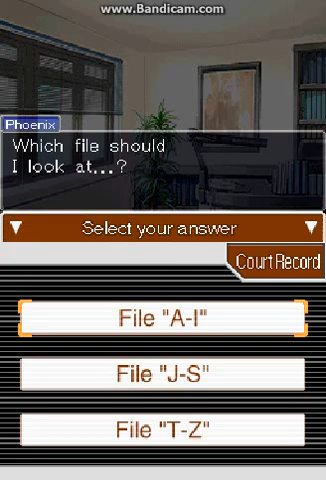 www.Bandicam.com
Phoenix
Which file should
I look at...?
Select your answer
Court Record
File "A-I"
File "J-S"
File "T-Z"